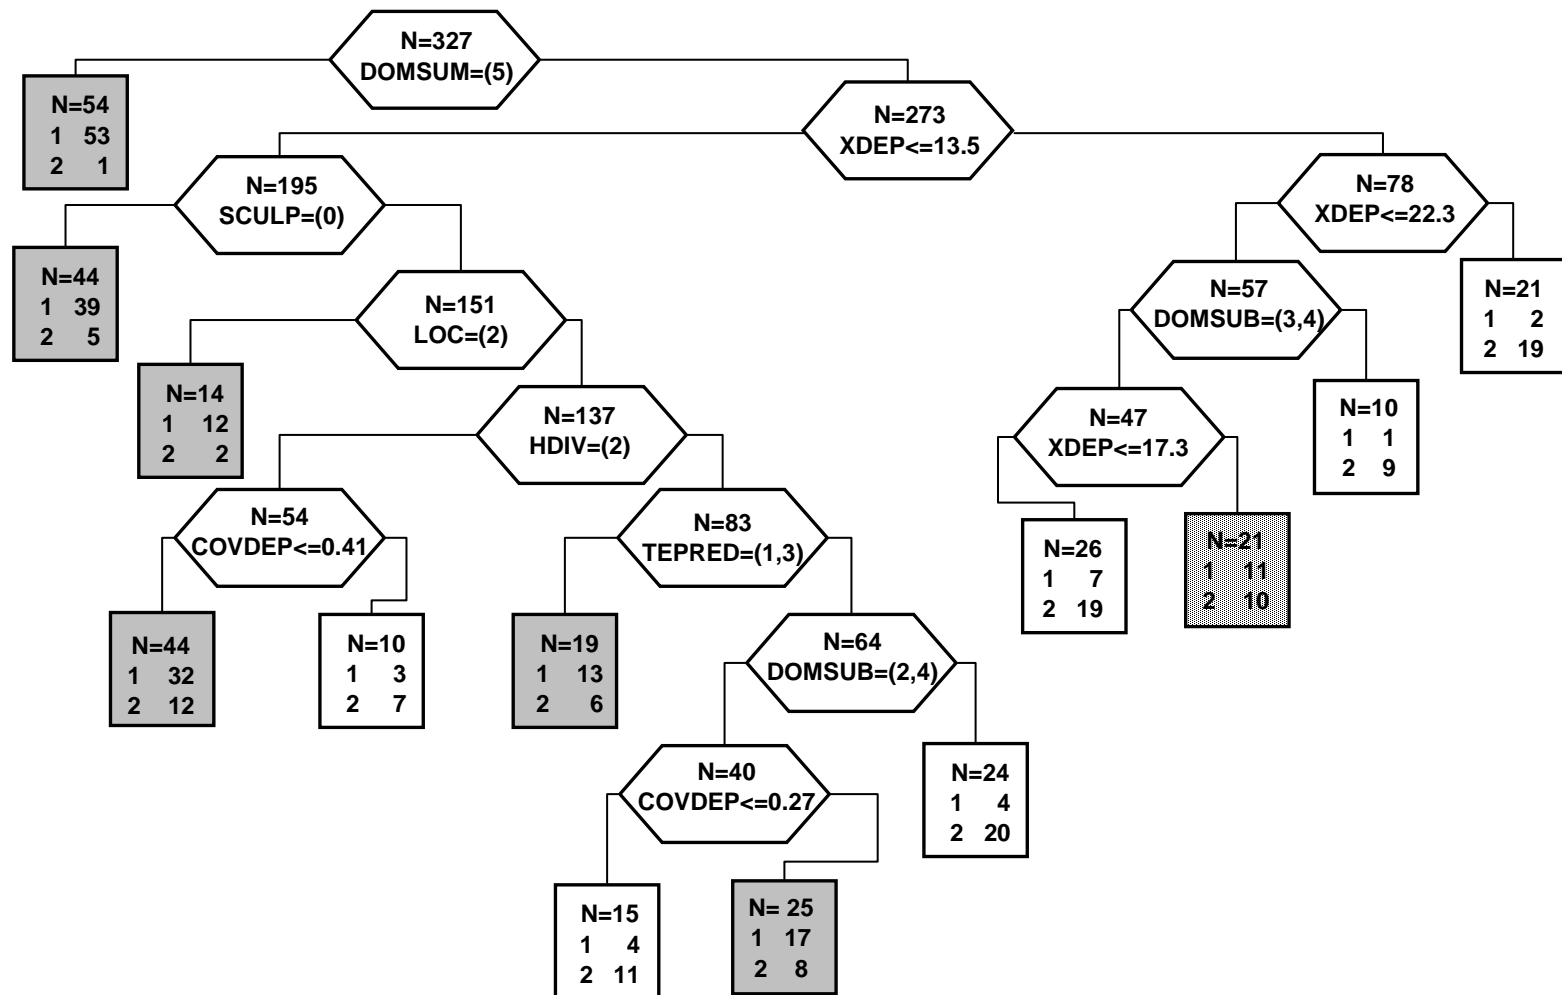 N=327
DOMSUM=(5)
N=54
1 53
2 1
N=273
XDEP<=13.5
N=195
SCULP=(0)
N=78
XDEP<=22.3
N=44
1 39
2 5
N=151
LOC=(2)
N=57
DOMSUB=(3,4)
N=21
1 2
2 19
N=14
1 12
2 2
N=137
HDIV=(2)
N=47
XDEP<=17.3
N=10
1 1
2 9
N=54
COVDEP<=0.41
N=83
TEPRED=(1,3)
N=26
1 7
2 19
N=21
1 11
2 10
N=44
1 32
2 12
N=10
1 3
2 7
N=19
1 13
2 6
N=64
DOMSUB=(2,4)
N=40
COVDEP<=0.27
N=24
1 4
2 20
N=15
1 4
2 11
N= 25
1 17
2 8